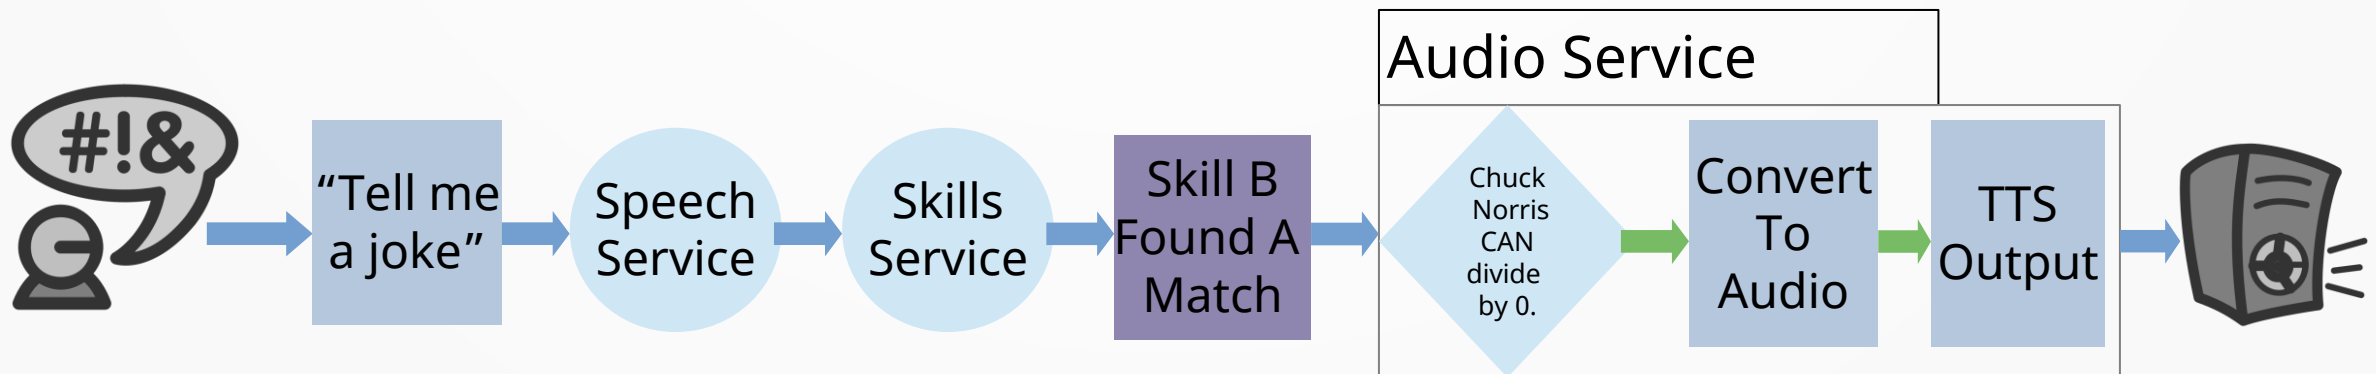 #!&
“Tell me
a joke”
Speech
Service
Skills
Service
Skill B
Found A
Match
Audio Service
Chuck
Norris
CAN
divide
by 0.
Convert
To
Audio
TTS
Output